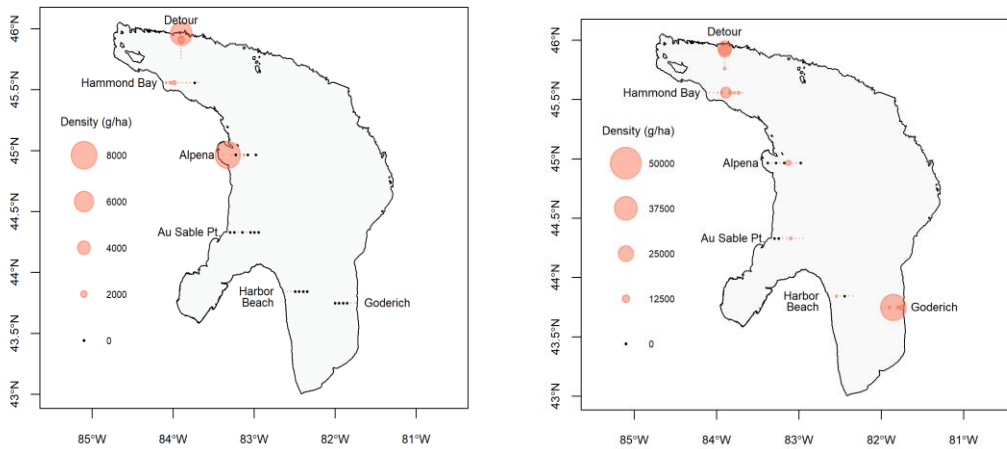 Detour
46°N
Hammond Bay
45.5°N
Density (g/ha)
8000
Alpena
45°N
6000
44.5°N
4000
Au Sable Pt
44°N
2000
Harbor
Beach
Goderich
43.5°N
0
43°N
85°W 84°W 83°W 82°W 81°W
Detour
46°N
Hammond Bay
45.5°N
Density (g/ha)
50000
Alpena
45°N
37500
44.5°N
25000
Au Sable Pt
44°N
12500
Harbor
Beach
Goderich
43.5°N
0
43°N
85°W 84°W 83°W 82°W 81°W